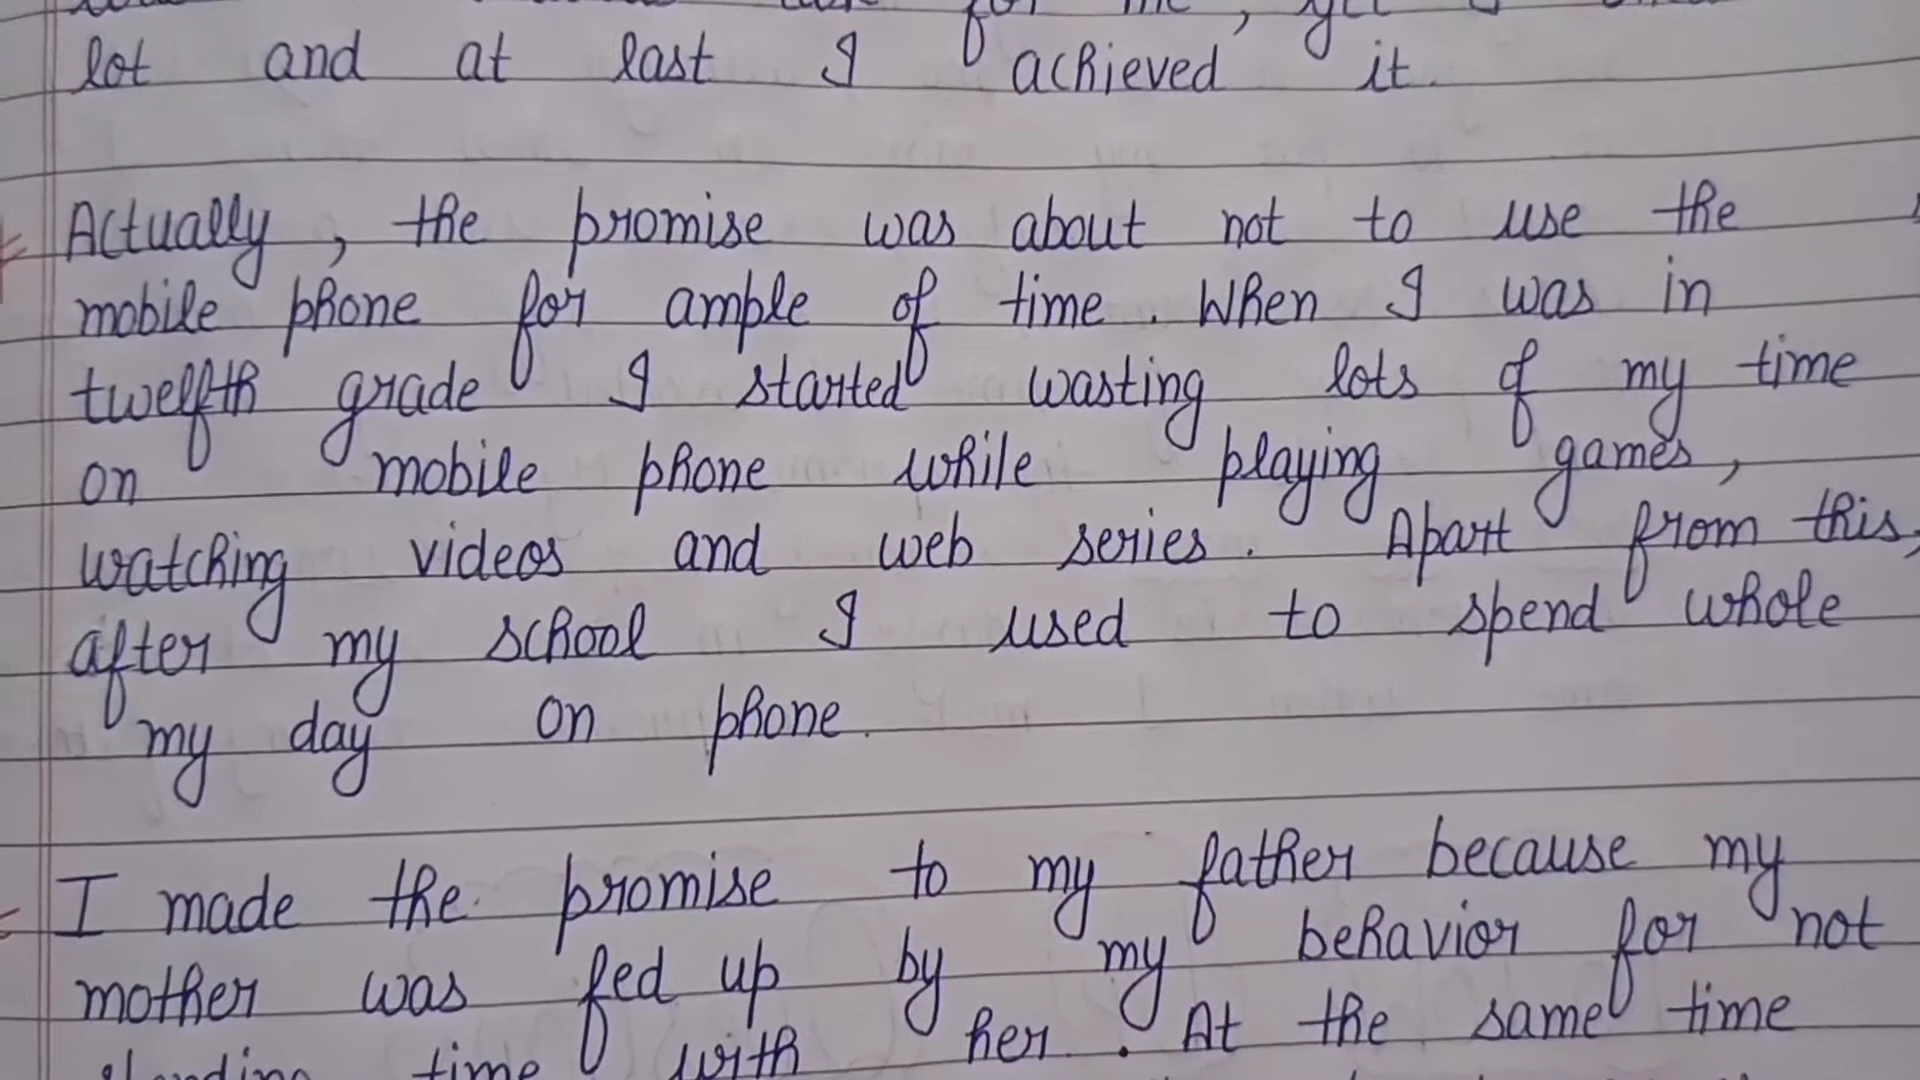 for me, yet
lot and at last I achieved it.
Actually, the promise was about not to use the
mobile phone for ample of time. When I was in
twelfth grade I started wasting lots of my time
on mobile phone while playing games,
watching videos and web series. Apart from this,
after my school I used to spend whole
my day on phone.
I made the promise to my father because my
mother was fed up by my behavior for not
time with her. At the same time